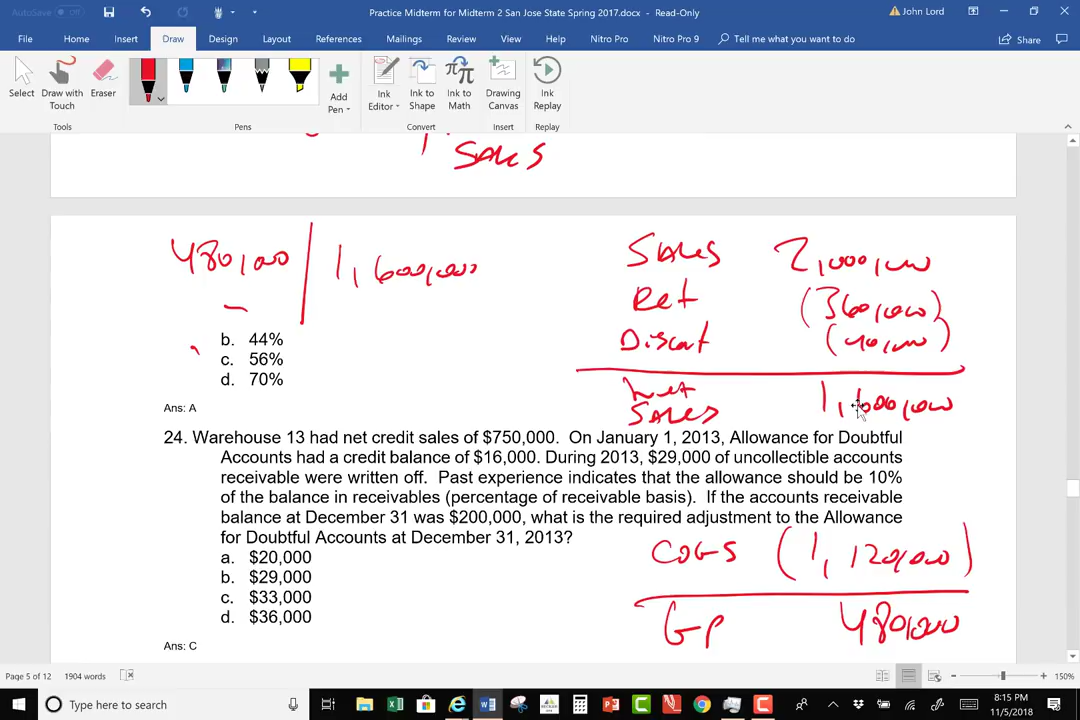 AutoSave Off
Practice Midterm for Midterm 2 San Jose State Spring 2017.docx - Read-Only
John Lord
File Home Insert Draw Design Layout References Mailings Review View Help Nitro Pro Nitro Pro 9 Tell me what you want to do Share
Select Draw with Touch Eraser Add Pen Ink Editor Ink to Shape Ink to Math Drawing Canvas Ink Replay
Tools Pens Convert Insert Replay
SALES
480,000 1,600,000
SALES 2,000,000
Ret (360,000)
Discout (40,000)
Net SALES 1,600,000
b. 44%
c. 56%
d. 70%
Ans: A
24. Warehouse 13 had net credit sales of $750,000. On January 1, 2013, Allowance for Doubtful
Accounts had a credit balance of $16,000. During 2013, $29,000 of uncollectible accounts
receivable were written off. Past experience indicates that the allowance should be 10%
of the balance in receivables (percentage of receivable basis). If the accounts receivable
balance at December 31 was $200,000, what is the required adjustment to the Allowance
for Doubtful Accounts at December 31, 2013?
a. $20,000
b. $29,000
c. $33,000
d. $36,000
COGS (1,120,000)
GP 480,000
Ans: C
Page 5 of 12 1904 words 150%
Type here to search
8:15 PM
11/5/2018